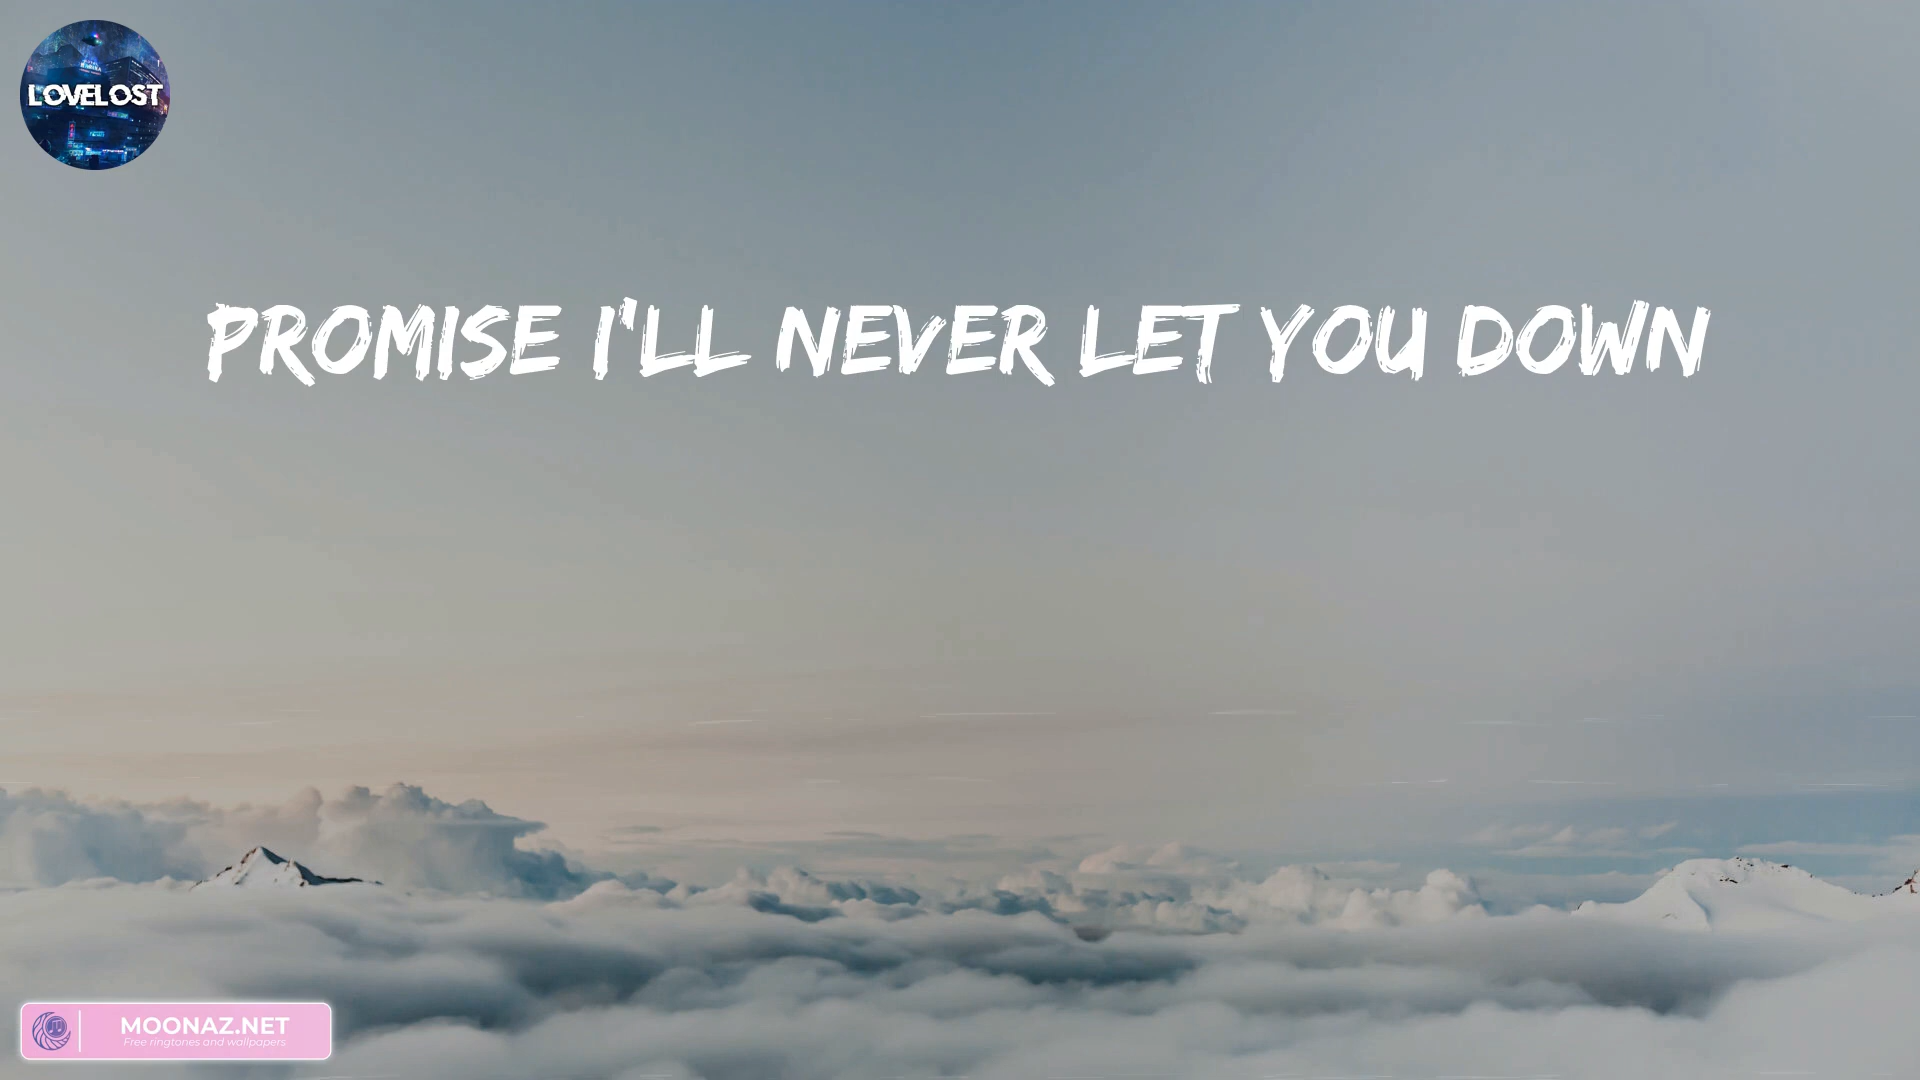 LOVELOST
PROMISE I'LL NEVER LET YOU DOWN
MOONAZ.NET
Free ringtones and wallpapers